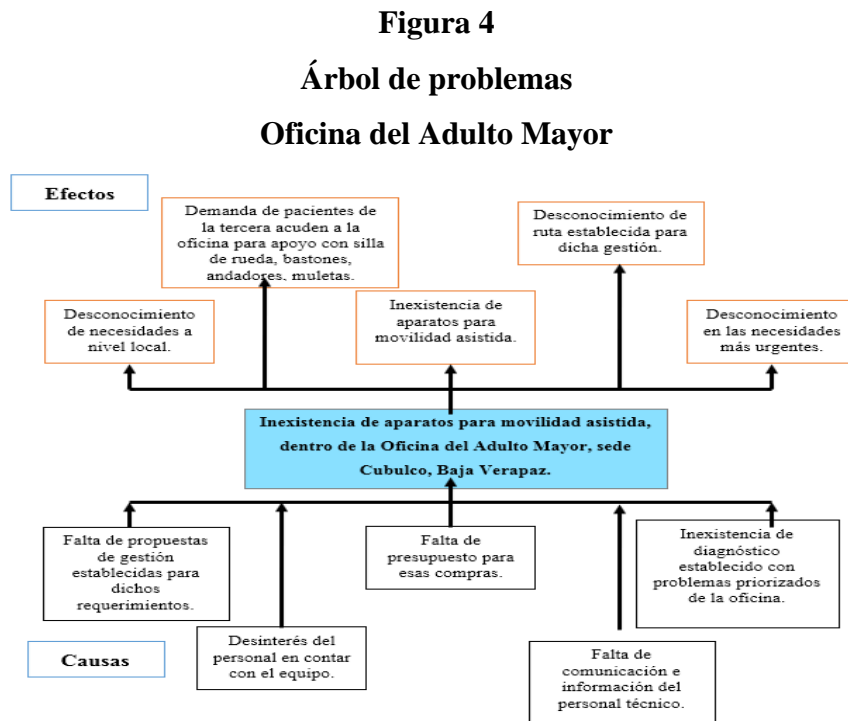 Figura 4
Árbol de problemas
Oficina del Adulto Mayor
Efectos
Demanda de pacientes de
la tercera acuden a la
oficina para apoyo con silla
de rueda, bastones,
andadores, muletas.
Desconocimiento de
ruta establecida para
dicha gestión.
Desconocimiento
de necesidades a
nivel local.
Inexistencia de
aparatos para
movilidad asistida.
Desconocimiento
en las necesidades
más urgentes.
Inexistencia de aparatos para movilidad asistida,
dentro de la Oficina del Adulto Mayor, sede
Cubulco, Baja Verapaz.
Falta de propuestas
de gestión
establecidas para
dichos
requerimientos.
Falta de
presupuesto para
esas compras.
Inexistencia de
diagnóstico
establecido con
problemas priorizados
de la oficina.
Desinterés del
personal en contar
con el equipo.
Falta de
comunicación e
información del
personal técnico.
Causas